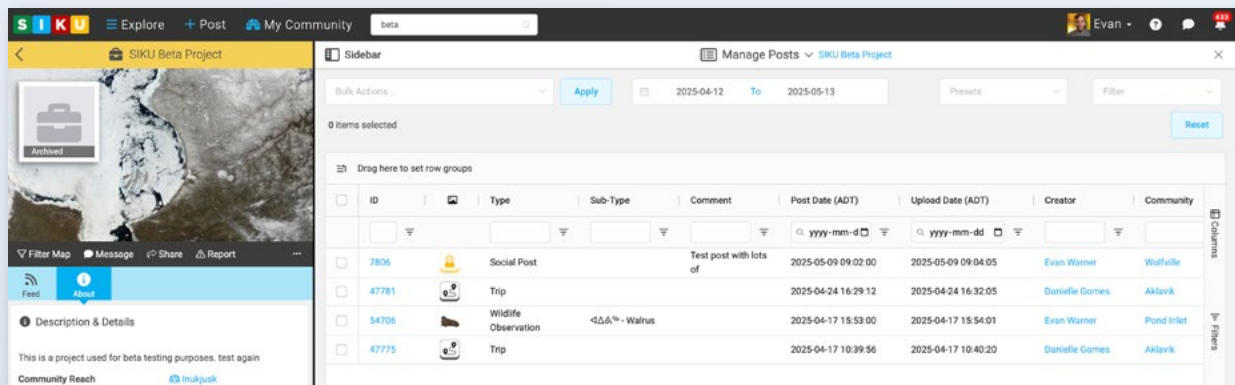 SIKU Explore + Post My Community beta Evan 433
SIKU Beta Project
Archived
Filter Map Message Share Report ...
Feed About
Description & Details
This is a project used for beta testing purposes. test again
Community Reach Inukjuak
Sidebar Manage Posts SIKU Beta Project
Bulk Actions... Apply 2025-04-12 To 2025-05-13 Presets Filter
0 items selected Reset
Drag here to set row groups
ID Type Sub-Type Comment Post Date (ADT) Upload Date (ADT) Creator Community
yyyy-mm-d yyyy-mm-dd
7806 Social Post Test post with lots of 2025-05-09 09:02:00 2025-05-09 09:04:05 Evan Warner Wolfville
47781 Trip 2025-04-24 16:29:12 2025-04-24 16:32:05 Danielle Gomes Aklavik
54706 Wildlife Observation - Walrus 2025-04-17 15:53:00 2025-04-17 15:54:01 Evan Warner Pond Inlet
47775 Trip 2025-04-17 10:39:56 2025-04-17 10:40:20 Danielle Gomes Aklavik
Columns
Filters